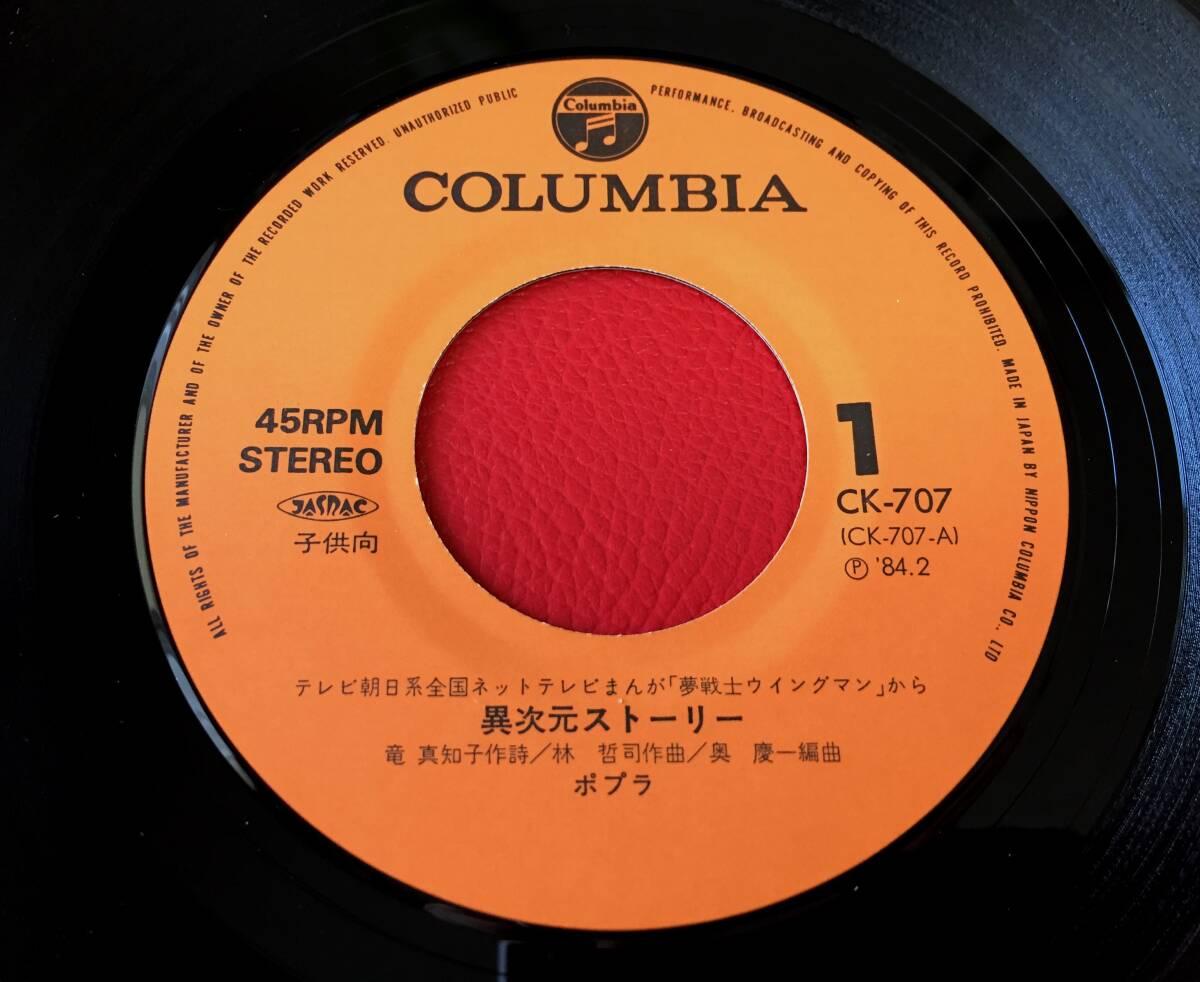 Columbia
COLUMBIA
ALL RIGHTS OF THE MANUFACTURER AND OF THE OWNER OF THE RECORDED WORK RESERVED. UNAUTHORIZED PUBLIC PERFORMANCE, BROADCASTING AND COPYING OF THIS RECORD PROHIBITED. MADE IN JAPAN BY NIPPON COLUMBIA CO., LTD
45RPM
STEREO
JASRAC
子供向
1
CK-707
(CK-707-A)
Ⓟ '84.2
テレビ朝日系全国ネットテレビまんが「夢戦士ウイングマン」から
異次元ストーリー
竜 真知子作詩/林 哲司作曲/奥 慶一編曲
ポプラ